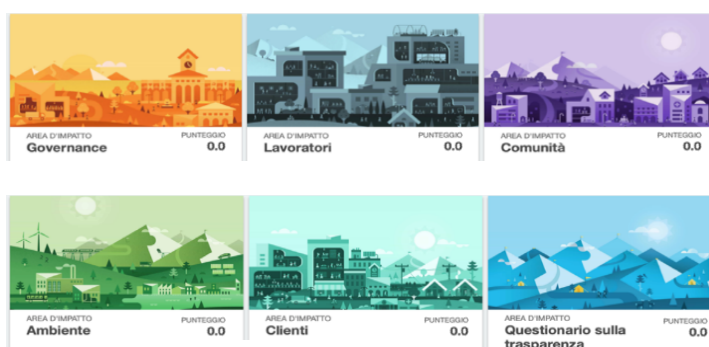 AREA D'IMPATTO PUNTEGGIO
Governance 0.0
AREA D'IMPATTO PUNTEGGIO
Lavoratori 0.0
AREA D'IMPATTO PUNTEGGIO
Comunità 0.0
AREA D'IMPATTO PUNTEGGIO
Ambiente 0.0
AREA D'IMPATTO PUNTEGGIO
Clienti 0.0
AREA D'IMPATTO PUNTEGGIO
Questionario sulla 0.0
trasparenza